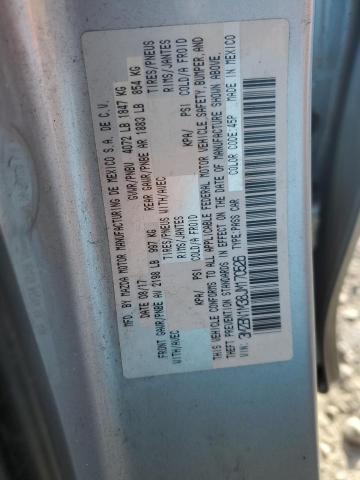 MFD. BY MAZDA MOTOR MANUFACTURING DE MEXICO S.A. DE C.V.
DATE 08/17 GVWR/PNBV 4072 LB 1847 KG
FRONT GAWR/PNBE AV 2198 LB 997 KG REAR GAWR/PNBE AR 1883 LB 854 KG
WITH/AVEC TIRES/PNEUS WITH/AVEC TIRES/PNEUS
RIMS/JANTES RIMS/JANTES
KPA/ PSI COLD/A FROID KPA/ PSI COLD/A FROID
THIS VEHICLE CONFORMS TO ALL APPLICABLE FEDERAL MOTOR VEHICLE SAFETY, BUMPER, AND
THEFT PREVENTION STANDARDS IN EFFECT ON THE DATE OF MANUFACTURE SHOWN ABOVE.
TYPE:PASS CAR COLOR CODE: 45P MADE IN MEXICO